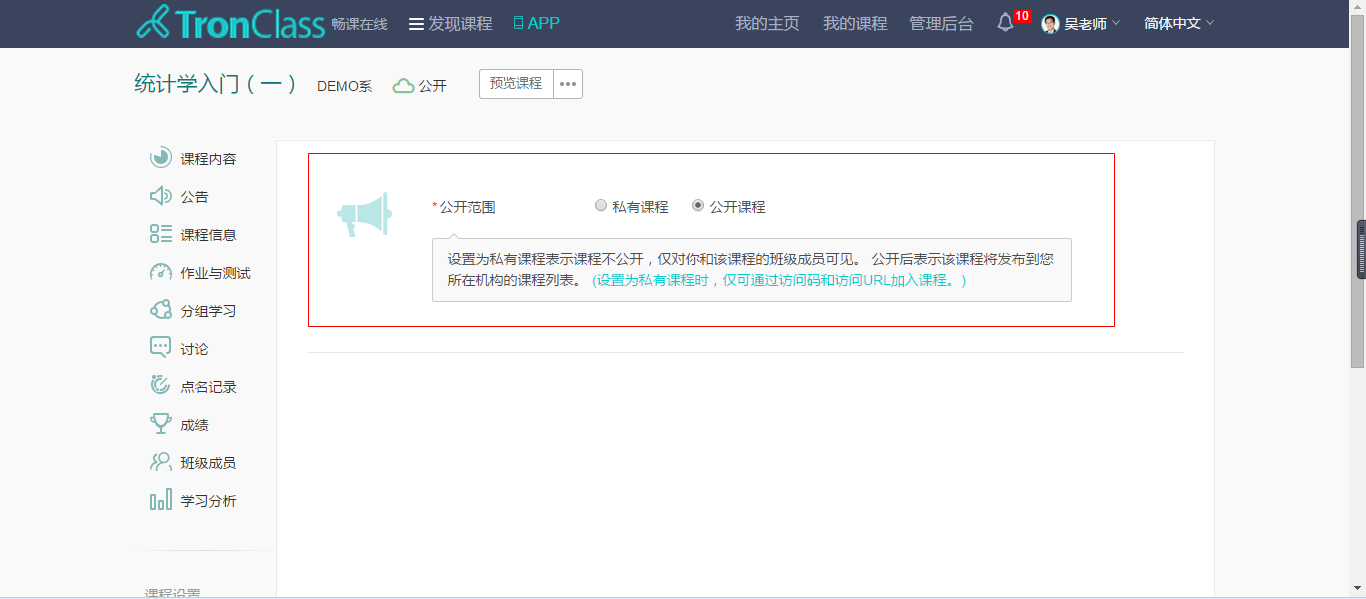 TronClass 畅课在线 发现课程 APP 我的主页 我的课程 管理后台 10 吴老师 简体中文
统计学入门（一） DEMO系 公开 预览课程
课程内容
公告
课程信息
作业与测试
分组学习
讨论
点名记录
成绩
班级成员
学习分析
课程设置
*公开范围 私有课程 公开课程
设置为私有课程表示课程不公开，仅对你和该课程的班级成员可见。 公开后表示该课程将发布到您
所在机构的课程列表。 (设置为私有课程时，仅可通过访问码和访问URL加入课程。)